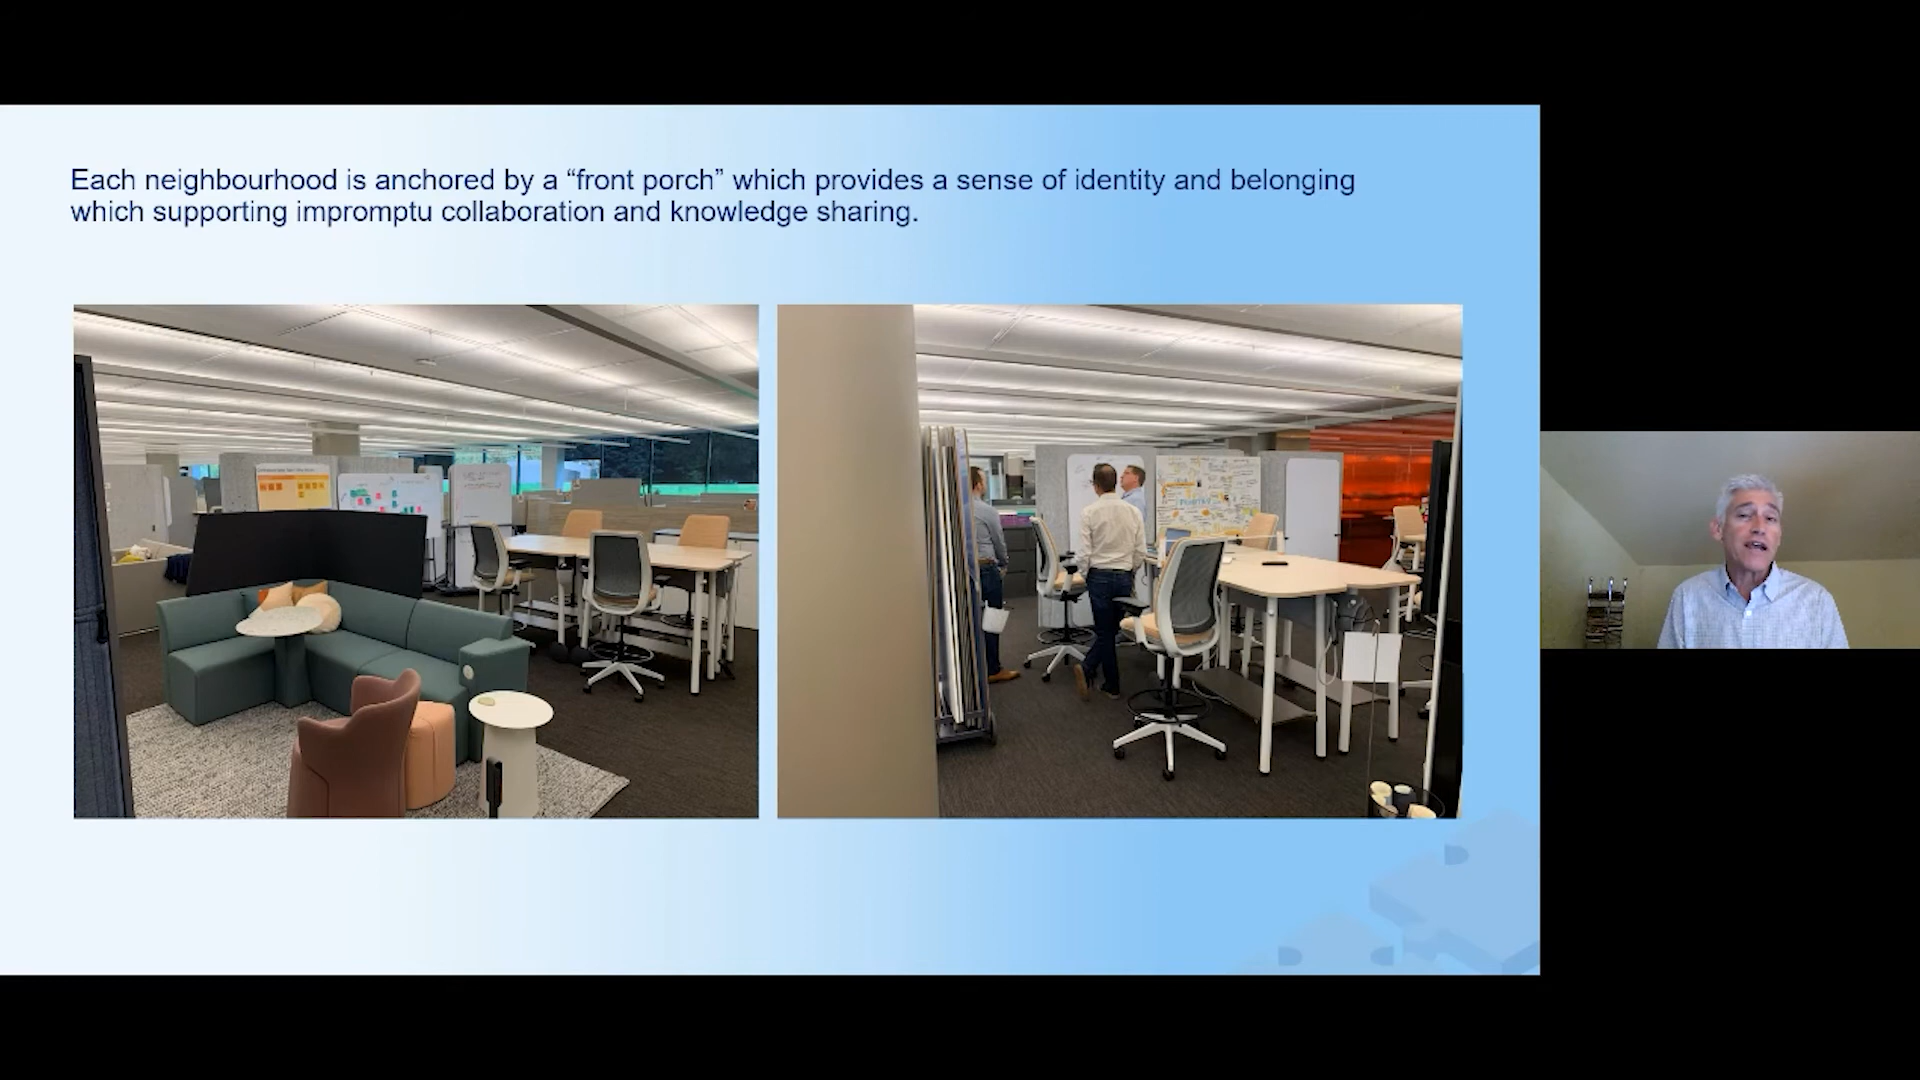 Each neighbourhood is anchored by a “front porch” which provides a sense of identity and belonging
which supporting impromptu collaboration and knowledge sharing.